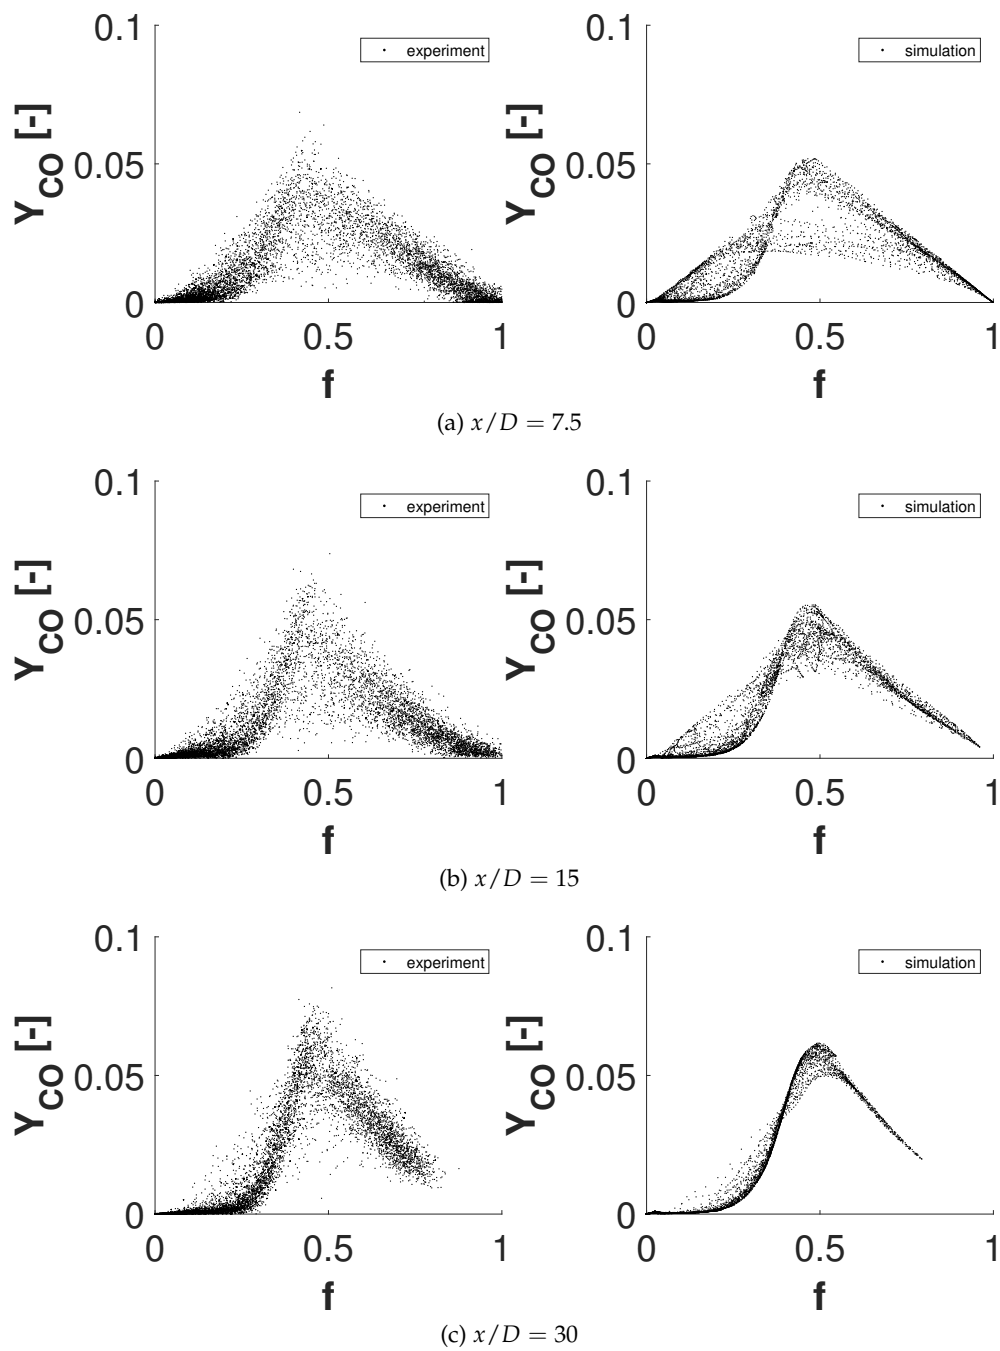 0.1
experiment
Y_CO [-]
0.05
0
0
0.5
1
f
0.1
simulation
Y_CO [-]
0.05
0
0
0.5
1
f
(a) x/D = 7.5
0.1
experiment
Y_CO [-]
0.05
0
0
0.5
1
f
0.1
simulation
Y_CO [-]
0.05
0
0
0.5
1
f
(b) x/D = 15
0.1
experiment
Y_CO [-]
0.05
0
0
0.5
1
f
0.1
simulation
Y_CO [-]
0.05
0
0
0.5
1
f
(c) x/D = 30